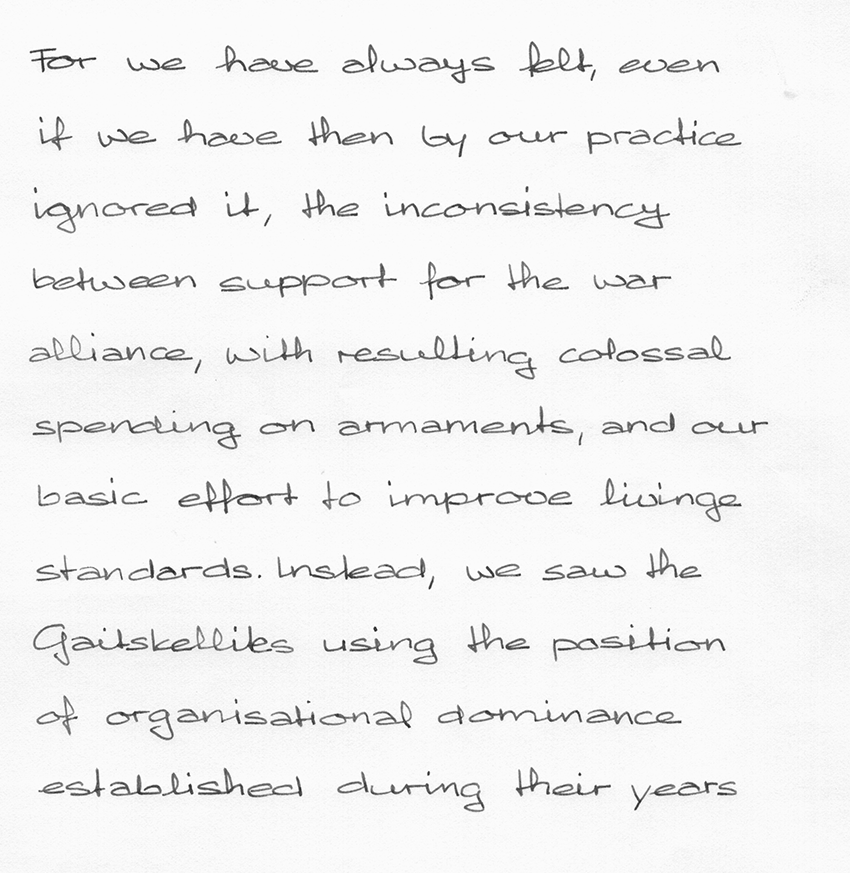 For we have always felt, even
if we have then by our practice
ignored it, the inconsistency
between support for the war
alliance, with resulting colossal
spending on armaments, and our
basic effort to improve livinge
standards. Instead, we saw the
Gaitskellites using the position
of organisational dominance
established during their years